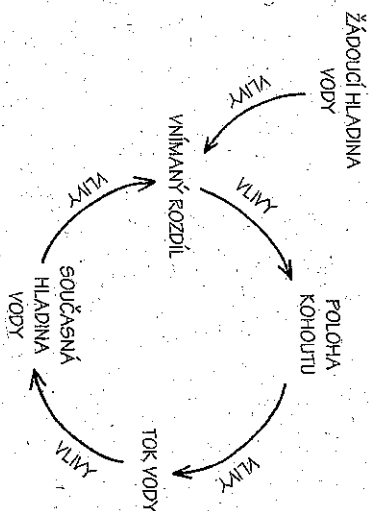 ŽÁDOUCÍ HLADINA
VODY
VLIVY
VNÍMANÝ ROZDÍL
VLIVY
POLOHA
KOHOUTU
VLIVY
TOK VODY
VLIVY
SOUČASNÁ
HLADINA
VODY
VLIVY